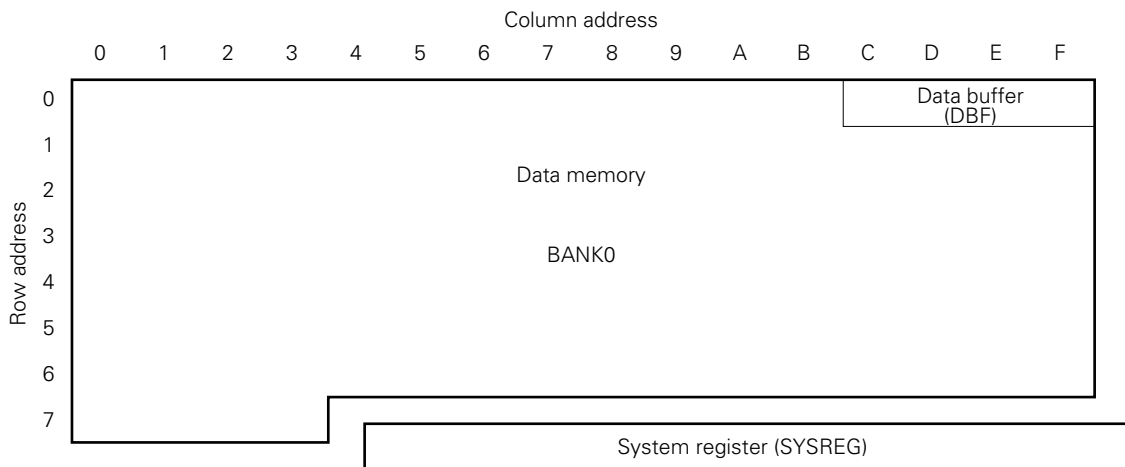 Column address
0 1 2 3 4 5 6 7 8 9 A B C D E F
Row address
0
1
2
3
4
5
6
7
Data buffer
(DBF)
Data memory
BANK0
System register (SYSREG)